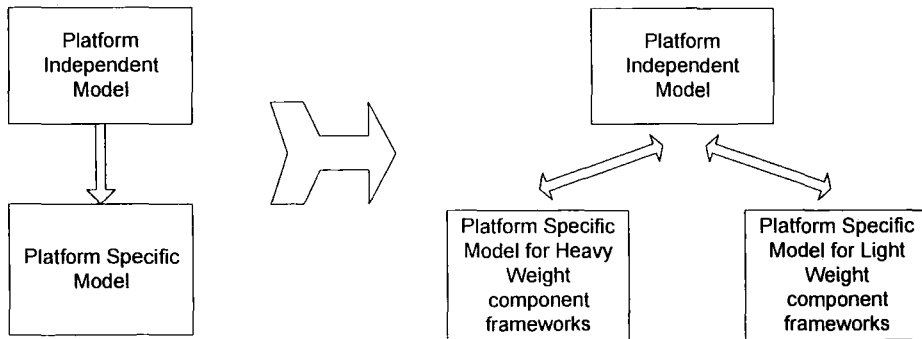 Platform
Independent
Model
Platform Specific
Model
Platform
Independent
Model
Platform Specific
Model for Heavy
Weight
component
frameworks
Platform Specific
Model for Light
Weight
component
frameworks